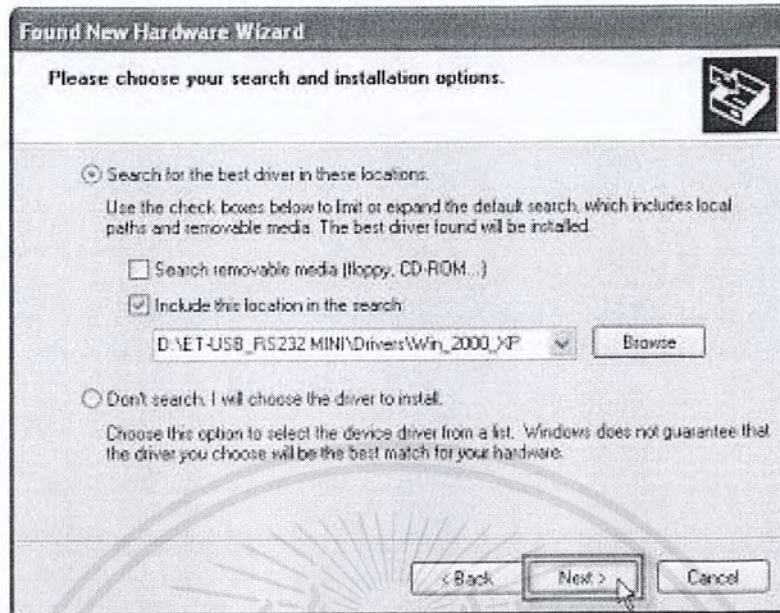 Found New Hardware Wizard
Please choose your search and installation options.
Search for the best driver in these locations.
Use the check boxes below to limit or expand the default search, which includes local
paths and removable media. The best driver found will be installed.
Search removable media (floppy, CD-ROM...)
Include this location in the search:
D:\ET-USB_RS232 MINI\Drivers\Win_2000_XP
Browse
Don't search. I will choose the driver to install.
Choose this option to select the device driver from a list. Windows does not guarantee that
the driver you choose will be the best match for your hardware.
< Back
Next >
Cancel